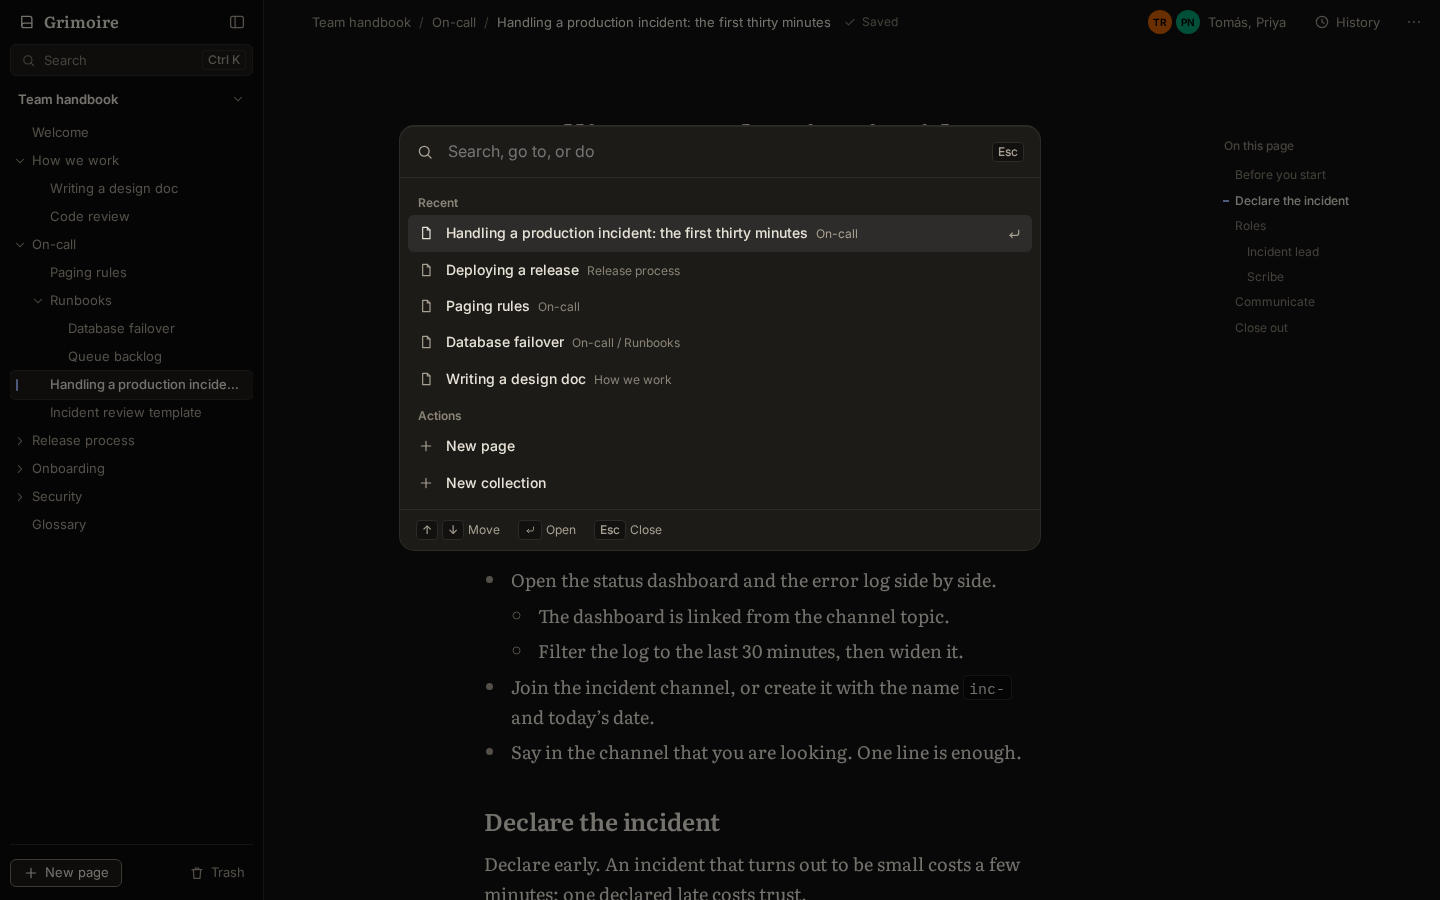 Grimoire
Search
Ctrl K
Team handbook
Welcome
How we work
Writing a design doc
Code review
On-call
Paging rules
Runbooks
Database failover
Queue backlog
Handling a production incide...
Incident review template
Release process
Onboarding
Security
Glossary
New page
Trash
Team handbook / On-call / Handling a production incident: the first thirty minutes
Saved
TR
PN
Tomás, Priya
History
Search, go to, or do
Esc
Recent
Handling a production incident: the first thirty minutes On-call
Deploying a release Release process
Paging rules On-call
Database failover On-call / Runbooks
Writing a design doc How we work
Actions
New page
New collection
Move
Open
Esc Close
Open the status dashboard and the error log side by side.
The dashboard is linked from the channel topic.
Filter the log to the last 30 minutes, then widen it.
Join the incident channel, or create it with the name inc-
and today’s date.
Say in the channel that you are looking. One line is enough.
Declare the incident
Declare early. An incident that turns out to be small costs a few
minutes; one declared late costs trust.
On this page
Before you start
Declare the incident
Roles
Incident lead
Scribe
Communicate
Close out